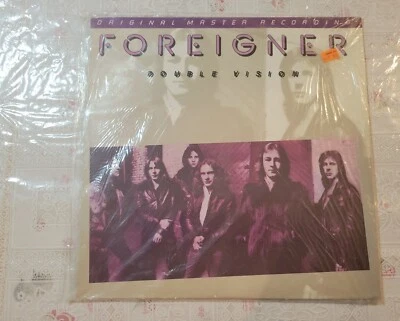 ORIGINAL MASTER RECORDING
FOREIGNER
DOUBLE VISION